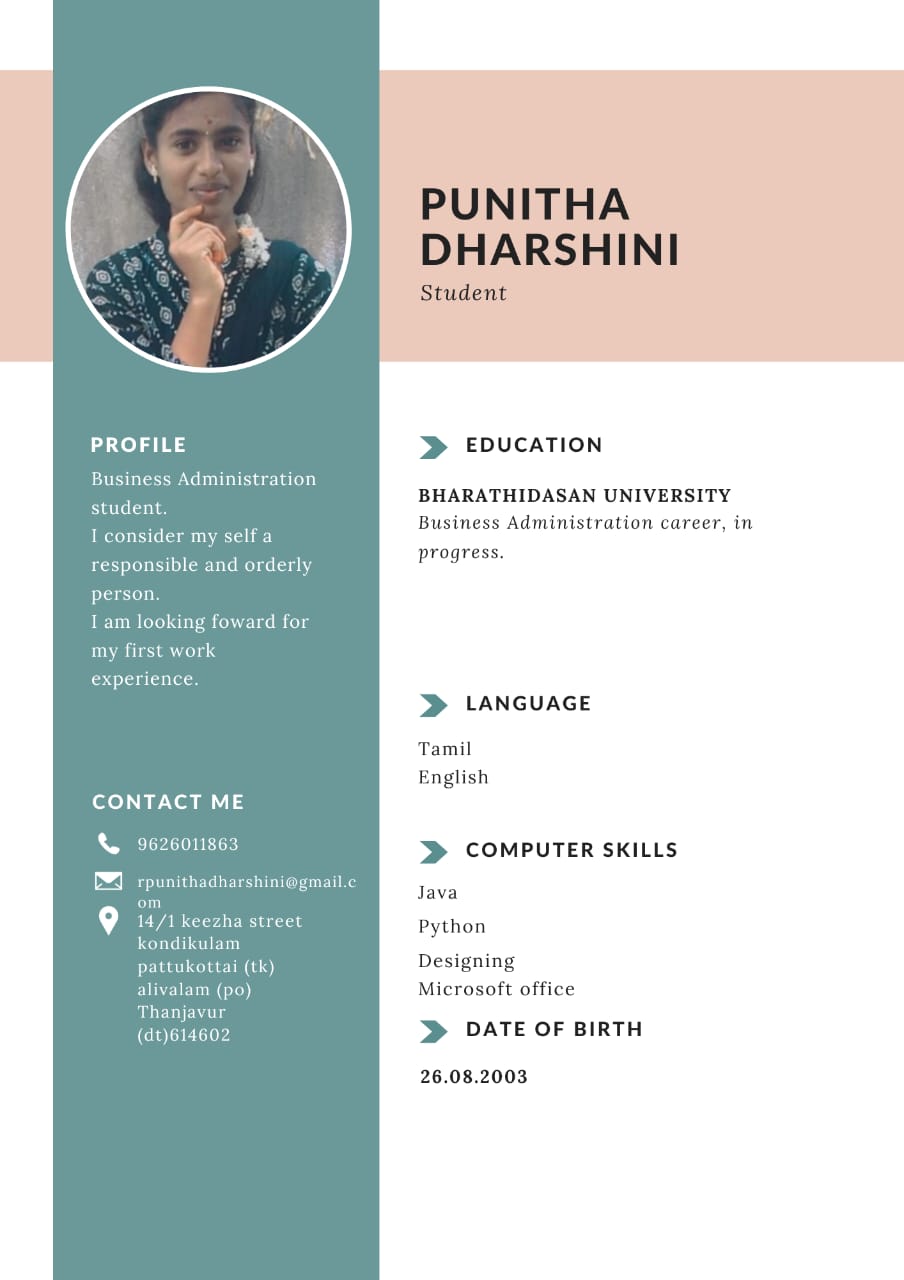 PUNITHA
DHARSHINI
Student
PROFILE
Business Administration
student.
I consider my self a
responsible and orderly
person.
I am looking foward for
my first work
experience.
CONTACT ME
9626011863
rpunithadharshini@gmail.c
om
14/1 keezha street
kondikulam
pattukottai (tk)
alivalam (po)
Thanjavur
(dt)614602
EDUCATION
BHARATHIDASAN UNIVERSITY
Business Administration career, in
progress.
LANGUAGE
Tamil
English
COMPUTER SKILLS
Java
Python
Designing
Microsoft office
DATE OF BIRTH
26.08.2003